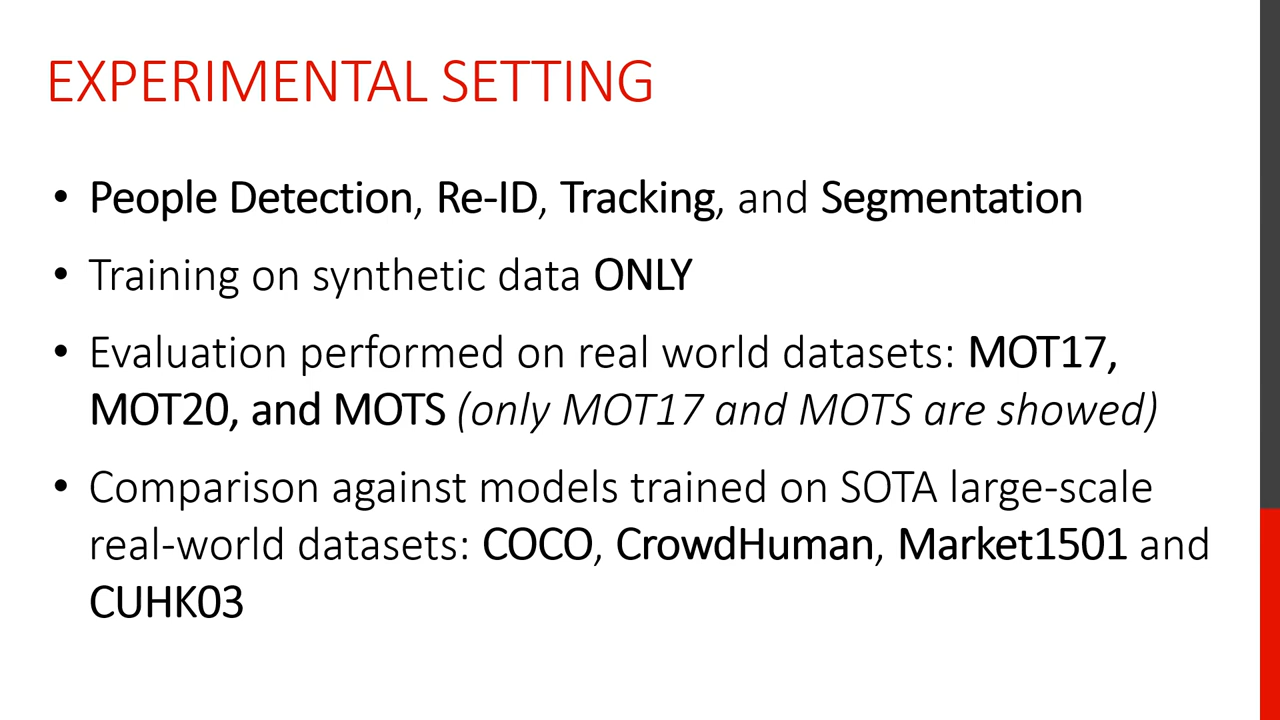 EXPERIMENTAL SETTING
• People Detection, Re-ID, Tracking, and Segmentation
• Training on synthetic data ONLY
• Evaluation performed on real world datasets: MOT17,
MOT20, and MOTS (only MOT17 and MOTS are showed)
• Comparison against models trained on SOTA large-scale
real-world datasets: COCO, CrowdHuman, Market1501 and
CUHK03